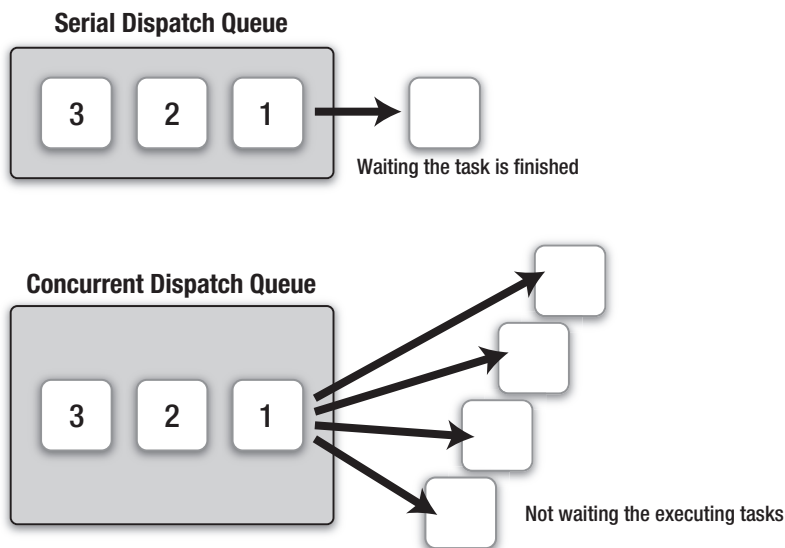 Serial Dispatch Queue
3 2 1
Waiting the task is finished
Concurrent Dispatch Queue
3 2 1
Not waiting the executing tasks